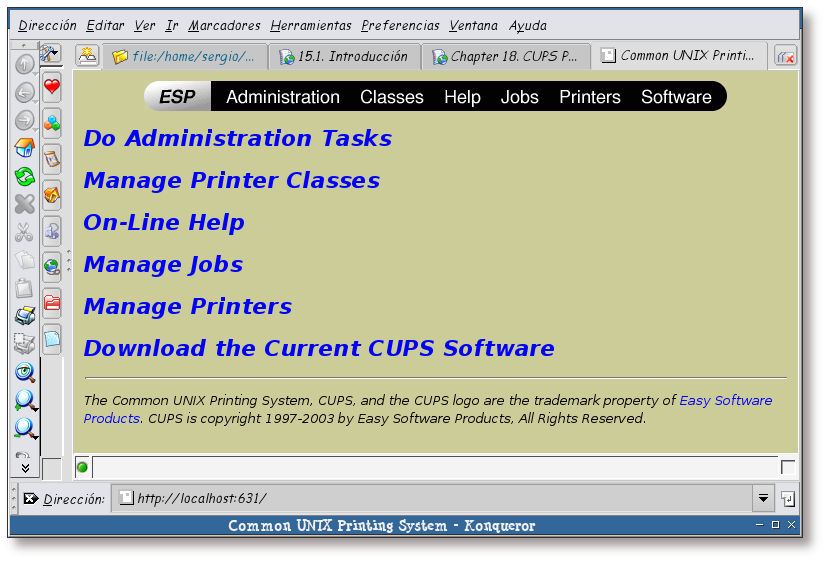 Dirección Editar Ver Ir Marcadores Herramientas Preferencias Ventana Ayuda
file:/home/sergio/... 15.1. Introducción Chapter 18. CUPS P... Common UNIX Printi...
ESP Administration Classes Help Jobs Printers Software
Do Administration Tasks
Manage Printer Classes
On-Line Help
Manage Jobs
Manage Printers
Download the Current CUPS Software
The Common UNIX Printing System, CUPS, and the CUPS logo are the trademark property of Easy Software
Products. CUPS is copyright 1997-2003 by Easy Software Products, All Rights Reserved.
Dirección: http://localhost:631/
Common UNIX Printing System - Konqueror